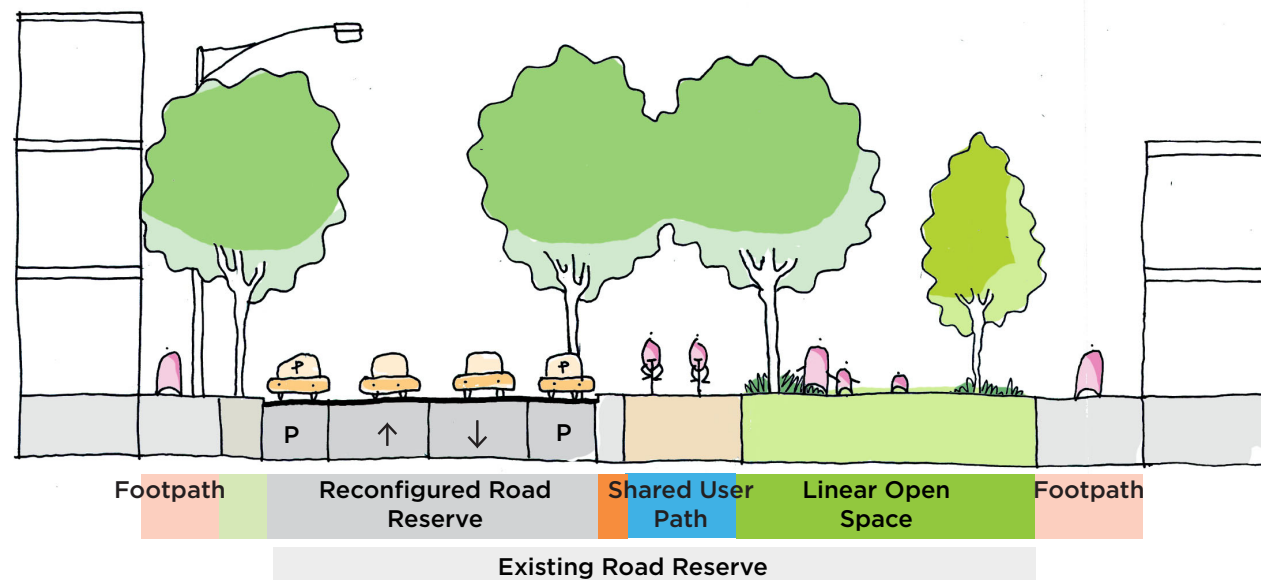 P
P
P
↑
↓
P
Footpath
Reconfigured Road
Reserve
Shared User
Path
Linear Open
Space
Footpath
Existing Road Reserve